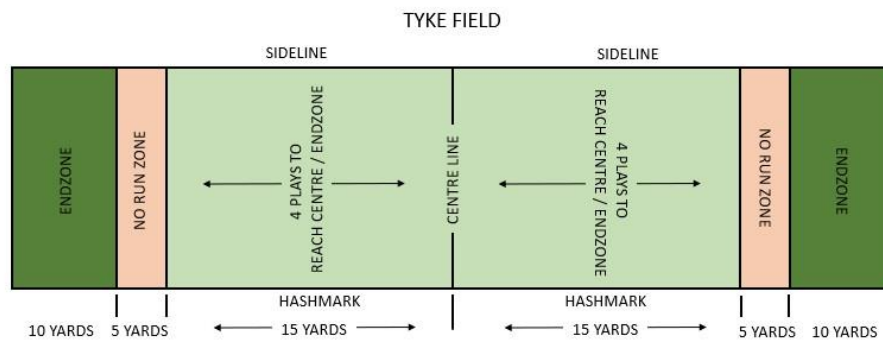 TYKE FIELD
SIDELINE
SIDELINE
ENDZONE
NO RUN ZONE
4 PLAYS TO
REACH CENTRE / ENDZONE
CENTRE LINE
4 PLAYS TO
REACH CENTRE / ENDZONE
NO RUN ZONE
ENDZONE
HASHMARK
HASHMARK
10 YARDS
5 YARDS
15 YARDS
15 YARDS
5 YARDS
10 YARDS